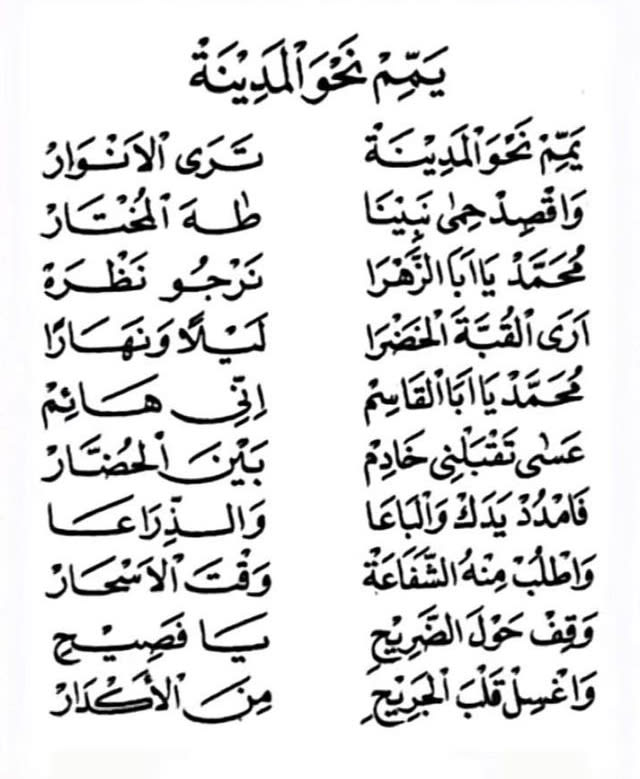 يَمِّمْ نَحْوَ الْمَدِيْنَةْ
يَمِّمْ نَحْوَ الْمَدِيْنَةْ تَرَى الْاَنْوَارْ
وَاقْصِدْ حِمٰى نَبِيْنَا طٰهَ الْمُخْتَارْ
مُحَمَّدْ يَا اَبَا الزَّهْرَا نَرْجُو نَظْرَهْ
اَرَى الْقُبَّةَ الْخَضْرَا لَيْلًا وَنَهَارًا
مُحَمَّدْ يَا اَبَا الْقَاسِمْ اِنِّي هَائِمْ
عَسٰى تَقْبَلْنِي خَادِمْ بَيْنَ الْحُضَّارْ
فَامْدُدْ يَدَكْ وَالْبَاعَا وَالذِّرَاعَا
وَاطْلُبْ مِنْهُ الشَّفَاعَةْ وَقْتَ الْاَسْحَارْ
وَقِفْ حَوْلَ الضَّرِيْحِ يَا فَصِيْحِ
وَاغْسِلْ قَلْبَ الْجَرِيْحِ مِنَ الْأَكْدَارْ